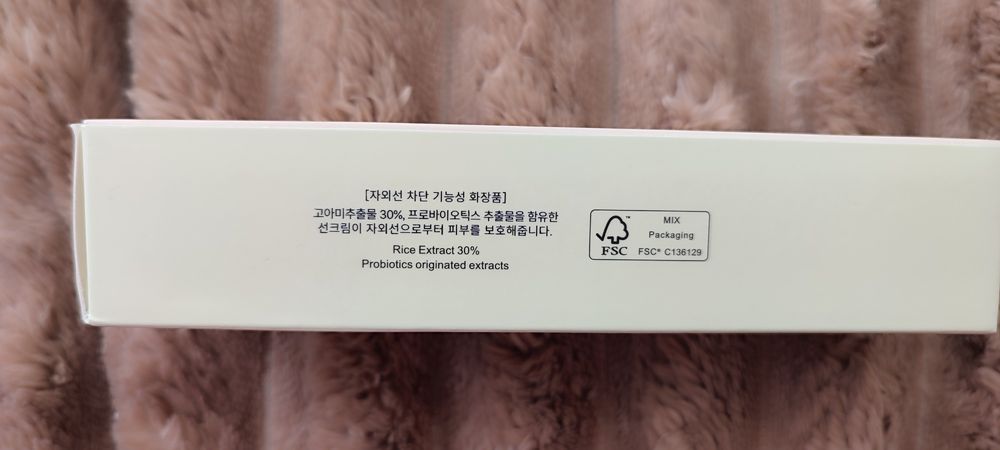 [자외선 차단 기능성 화장품]
고아미추출물 30%, 프로바이오틱스 추출물을 함유한
선크림이 자외선으로부터 피부를 보호해줍니다.
Rice Extract 30%
Probiotics originated extracts
FSC
MIX
Packaging
FSC® C136129